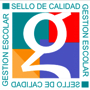 SELLO DE CALIDAD
GESTION ESCOLAR
g
GESTION ESCOLAR
SELLO DE CALIDAD